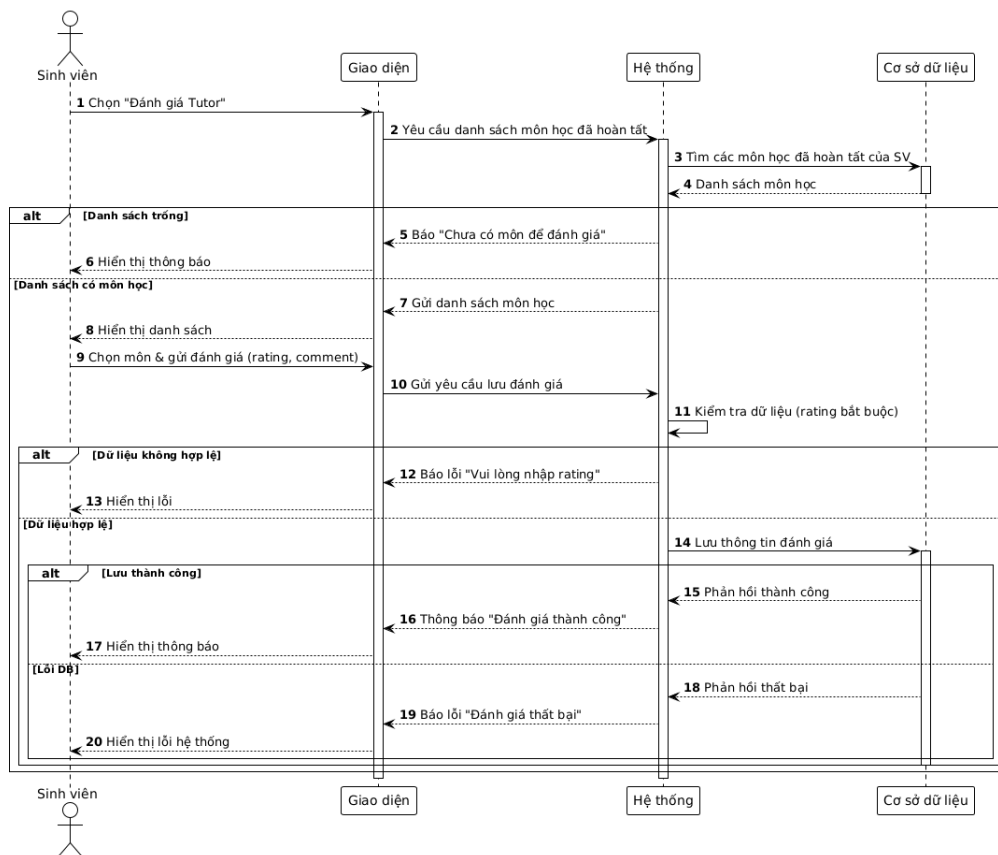 Sinh viên
Giao diện
Hệ thống
Cơ sở dữ liệu
1 Chọn "Đánh giá Tutor"
2 Yêu cầu danh sách môn học đã hoàn tất
3 Tìm các môn học đã hoàn tất của SV
4 Danh sách môn học
alt [Danh sách trống]
5 Báo "Chưa có môn để đánh giá"
6 Hiển thị thông báo
[Danh sách có môn học]
7 Gửi danh sách môn học
8 Hiển thị danh sách
9 Chọn môn & gửi đánh giá (rating, comment)
10 Gửi yêu cầu lưu đánh giá
11 Kiểm tra dữ liệu (rating bắt buộc)
alt [Dữ liệu không hợp lệ]
12 Báo lỗi "Vui lòng nhập rating"
13 Hiển thị lỗi
[Dữ liệu hợp lệ]
14 Lưu thông tin đánh giá
alt [Lưu thành công]
15 Phản hồi thành công
16 Thông báo "Đánh giá thành công"
17 Hiển thị thông báo
[Lỗi DB]
18 Phản hồi thất bại
19 Báo lỗi "Đánh giá thất bại"
20 Hiển thị lỗi hệ thống
Sinh viên
Giao diện
Hệ thống
Cơ sở dữ liệu